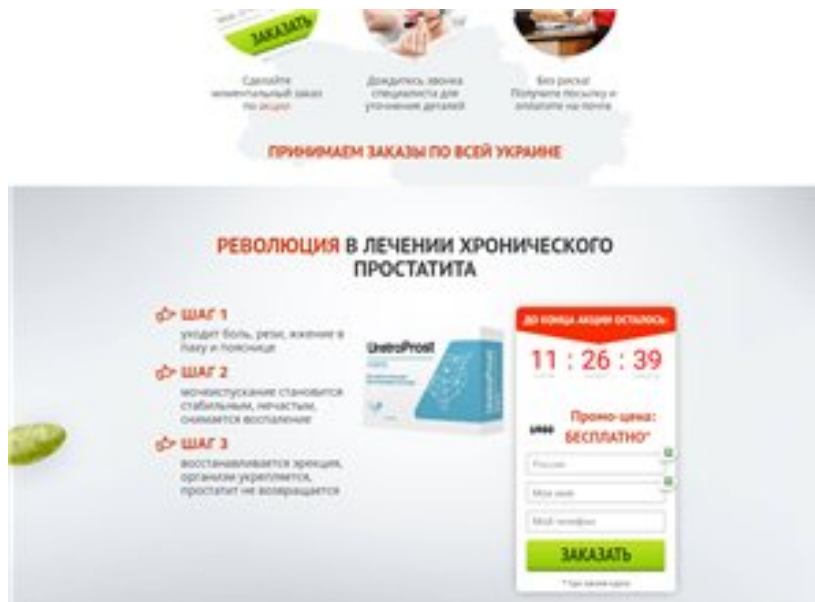 ЗАКАЗАТЬ
Сделайте
моментальный заказ
по акции
Дождитесь звонка
специалиста для
уточнения деталей
Без риска!
Получите посылку и
оплатите на почте
ПРИНИМАЕМ ЗАКАЗЫ ПО ВСЕЙ УКРАИНЕ
РЕВОЛЮЦИЯ В ЛЕЧЕНИИ ХРОНИЧЕСКОГО
ПРОСТАТИТА
ШАГ 1
уходит боль, рези, жжение в
паху и пояснице
ШАГ 2
мочеиспускание становится
стабильным, нечастым,
снимается воспаление
ШАГ 3
восстанавливается эрекция,
организм укрепляется,
простатит не возвращается
UretroProst
ДО КОНЦА АКЦИИ ОСТАЛОСЬ:
11 : 26 : 39
Промо-цена:
БЕСПЛАТНО*
Россия
Мое имя
Мой телефон
ЗАКАЗАТЬ